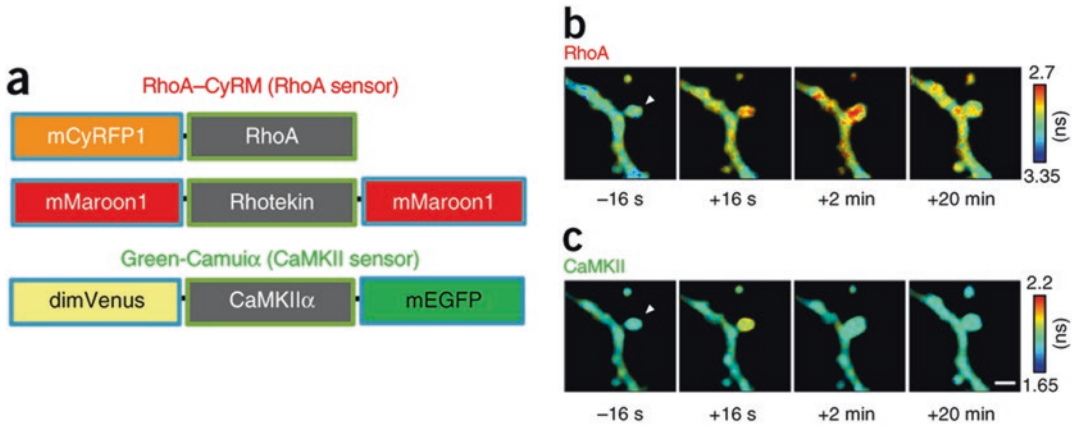 a
RhoA–CyRM (RhoA sensor)
mCyRFP1 RhoA
mMaroon1 Rhotekin mMaroon1
Green-Camuiα (CaMKII sensor)
dimVenus CaMKIIα mEGFP
b
RhoA
2.7
(ns)
3.35
–16 s +16 s +2 min +20 min
c
CaMKII
2.2
(ns)
1.65
–16 s +16 s +2 min +20 min